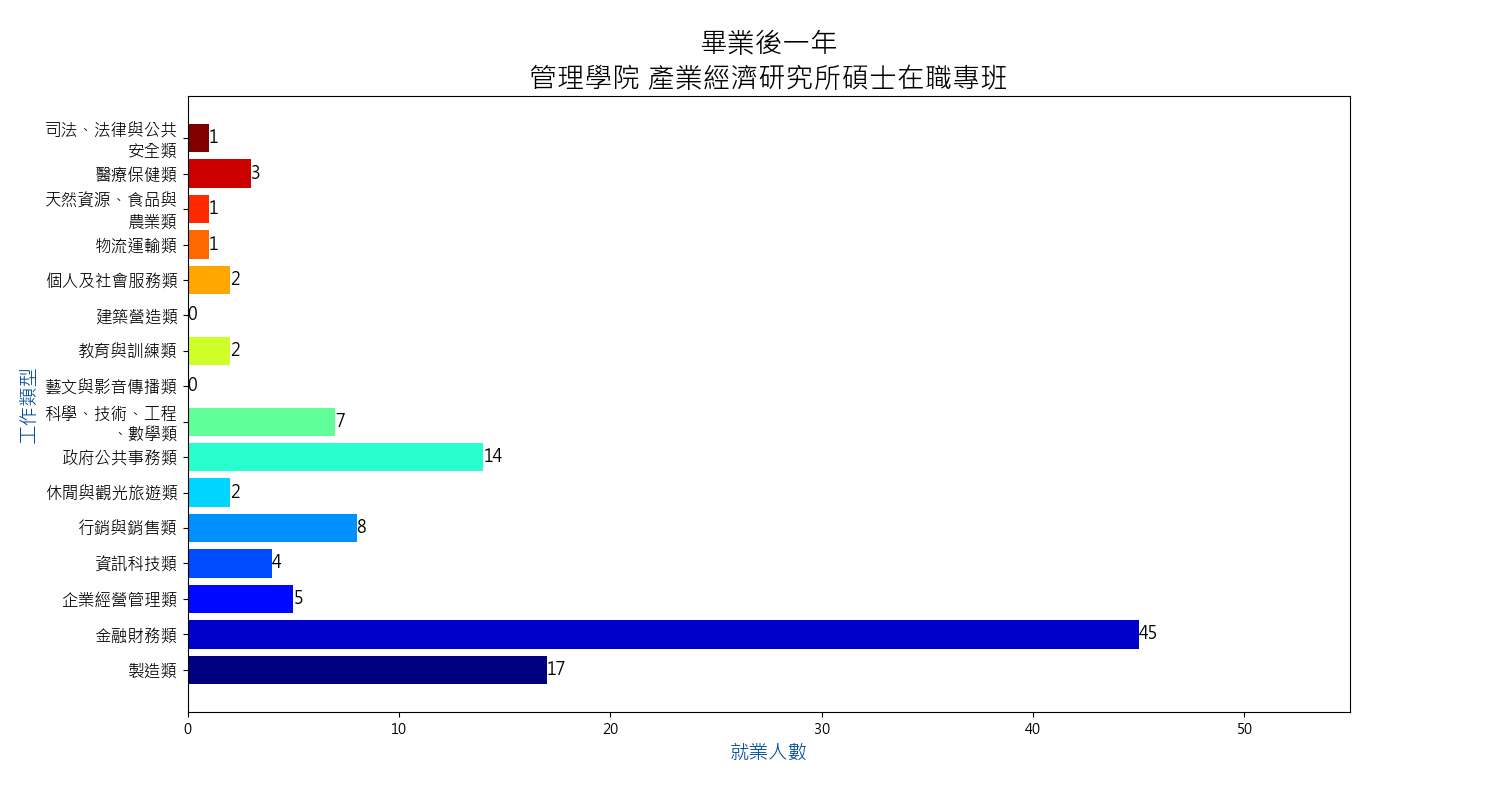 畢業後一年
管理學院 產業經濟研究所碩士在職專班
司法、法律與公共
安全類
1
醫療保健類
3
天然資源、食品與
農業類
1
物流運輸類
1
個人及社會服務類
2
建築營造類
0
教育與訓練類
2
藝文與影音傳播類
0
科學、技術、工程
、數學類
7
政府公共事務類
14
休閒與觀光旅遊類
2
行銷與銷售類
8
資訊科技類
4
企業經營管理類
5
金融財務類
45
製造類
17
工作類型
0 10 20 30 40 50
就業人數